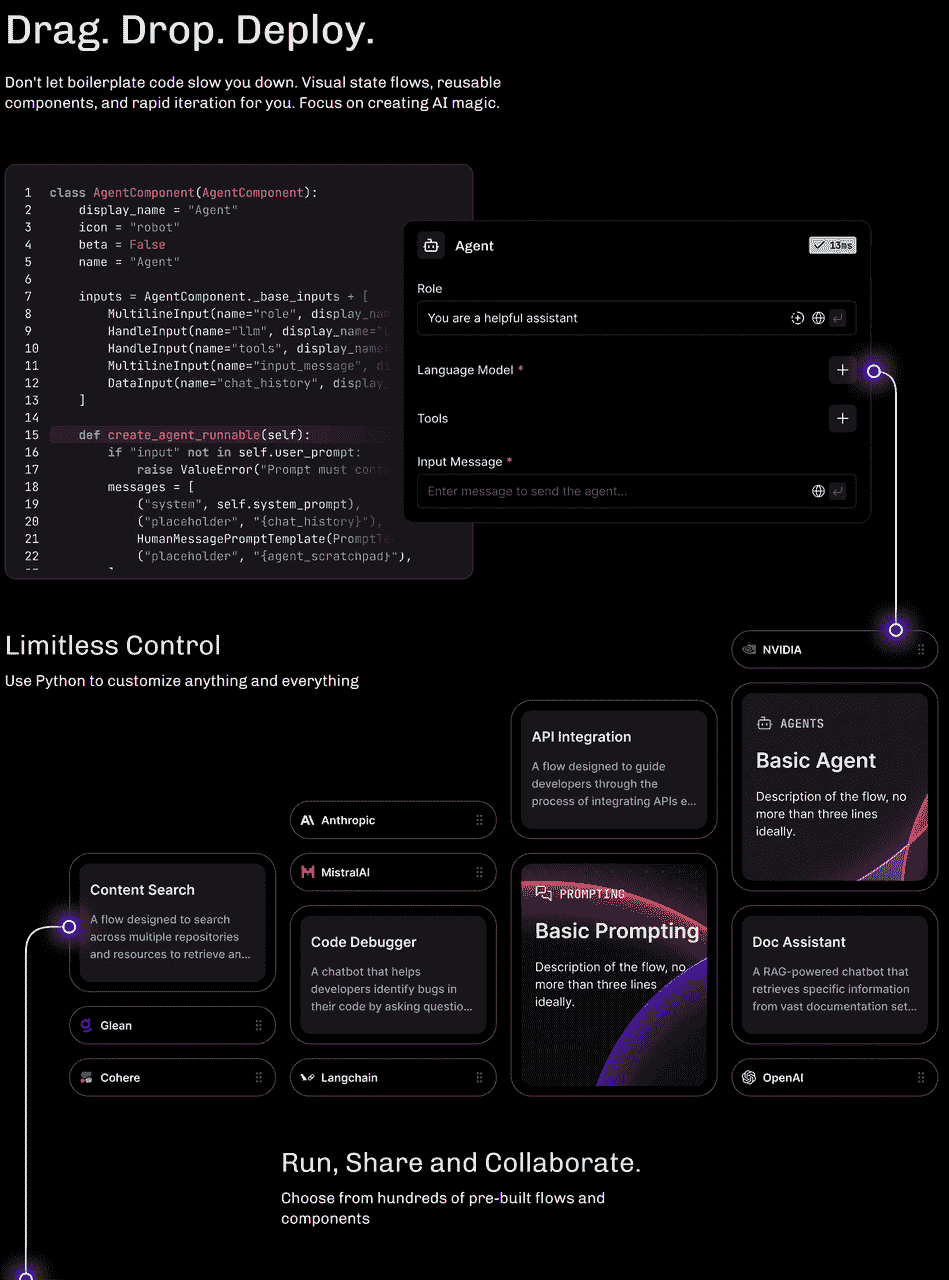 Drag. Drop. Deploy.
Don't let boilerplate code slow you down. Visual state flows, reusable
components, and rapid iteration for you. Focus on creating AI magic.
1 class AgentComponent(AgentComponent):
2 display_name = "Agent"
3 icon = "robot"
4 beta = False
5 name = "Agent"
6
7 inputs = AgentComponent._base_inputs + [
8 MultilineInput(name="role", display_na
9 HandleInput(name="llm", display_name="
10 HandleInput(name="tools", display_name=
11 MultilineInput(name="input_message", di
12 DataInput(name="chat_history", display_
13 ]
14
15 def create_agent_runnable(self):
16 if "input" not in self.user_prompt:
17 raise ValueError("Prompt must conta
18 messages = [
19 ("system", self.system_prompt),
20 ("placeholder", "{chat_history}"),
21 HumanMessagePromptTemplate(PromptTe
22 ("placeholder", "{agent_scratchpad}"),
Agent
13ms
Role
You are a helpful assistant
Language Model *
Tools
Input Message *
Enter message to send the agent...
Limitless Control
Use Python to customize anything and everything
NVIDIA
AGENTS
Basic Agent
Description of the flow, no
more than three lines
ideally.
API Integration
A flow designed to guide
developers through the
process of integrating APIs e...
Anthropic
MistralAI
Content Search
A flow designed to search
across multiple repositories
and resources to retrieve an...
Code Debugger
A chatbot that helps
developers identify bugs in
their code by asking questio...
PROMPTING
Basic Prompting
Description of the flow, no
more than three lines
ideally.
Doc Assistant
A RAG-powered chatbot that
retrieves specific information
from vast documentation set...
Glean
Cohere
Langchain
OpenAI
Run, Share and Collaborate.
Choose from hundreds of pre-built flows and
components